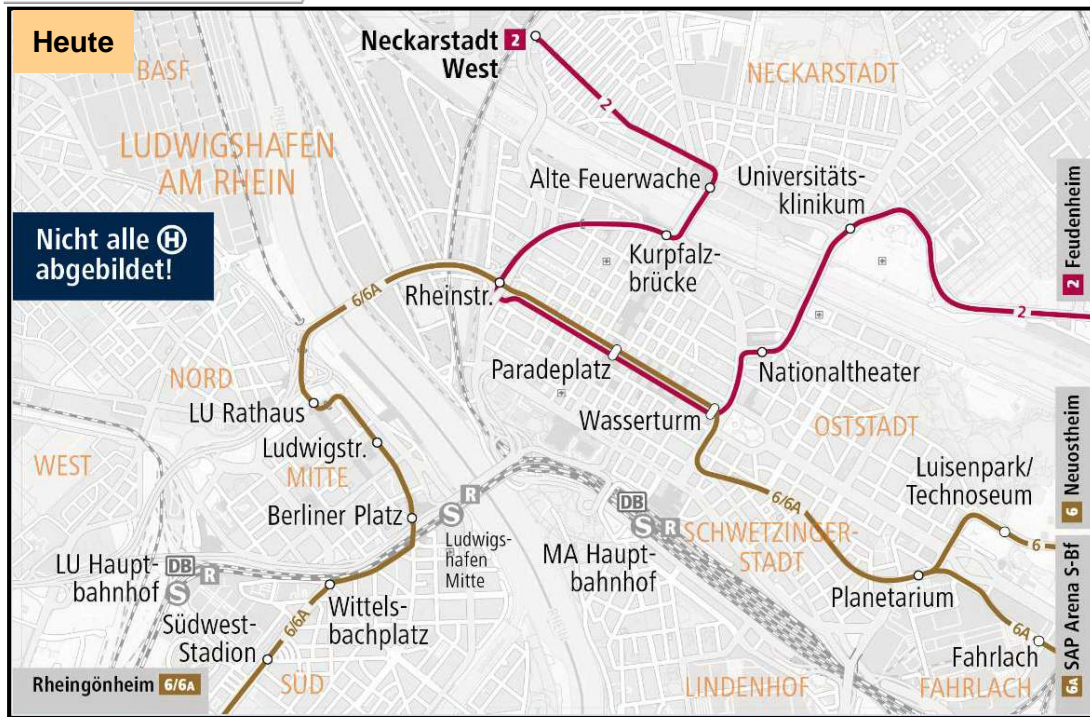 Heute
Neckarstadt 2
West
BASF
NECKARSTADT
2
LUDWIGSHAFEN
AM RHEIN
Alte Feuerwache
Universitäts-
klinikum
Nicht alle H
abgebildet!
Kurpfalz-
brücke
2 Feudenheim
Rheinstr.
6/6A
2
Paradeplatz
Nationaltheater
NORD
LU Rathaus
Wasserturm
OSTSTADT
Ludwigstr.
MITTE
WEST
Luisenpark/
Technoseum
6 Neuostheim
6/6A
Berliner Platz
S R
Ludwigs-
hafen
Mitte
DB
S R
MA Haupt-
bahnhof
SCHWETZINGER-
STADT
6
LU Haupt-
bahnhof
DB
R
S
Wittels-
bachplatz
Planetarium
6A SAP Arena S-Bf
Südwest-
Stadion
6/6A
6A
Fahrlach
Rheingönheim 6/6A
SÜD
LINDENHOF
FAHRLACH